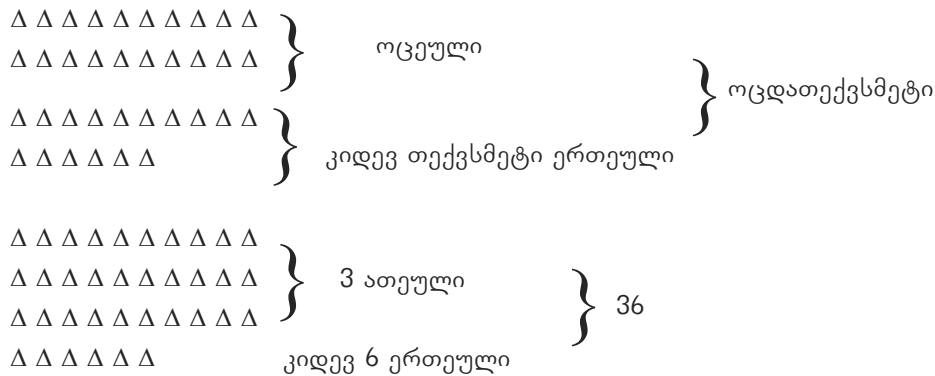 Δ Δ Δ Δ Δ Δ Δ Δ Δ Δ
Δ Δ Δ Δ Δ Δ Δ Δ Δ Δ
ოცეული
Δ Δ Δ Δ Δ Δ Δ Δ Δ Δ
Δ Δ Δ Δ Δ Δ
კიდევ თექვსმეტი ერთეული
ოცდათექვსმეტი
Δ Δ Δ Δ Δ Δ Δ Δ Δ Δ
Δ Δ Δ Δ Δ Δ Δ Δ Δ Δ
Δ Δ Δ Δ Δ Δ Δ Δ Δ Δ
3 ათეული
Δ Δ Δ Δ Δ Δ
კიდევ 6 ერთეული
36